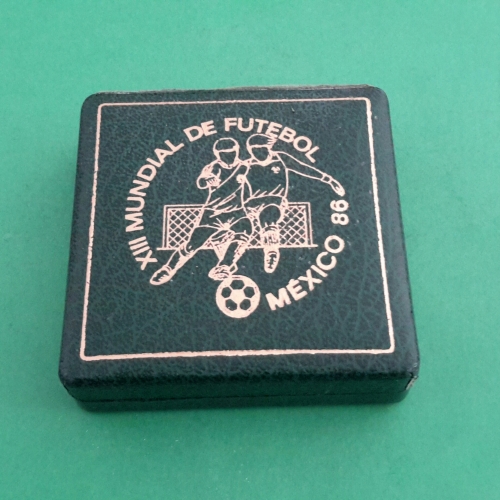 XIII MUNDIAL DE FUTEBOL
MÉXICO 86